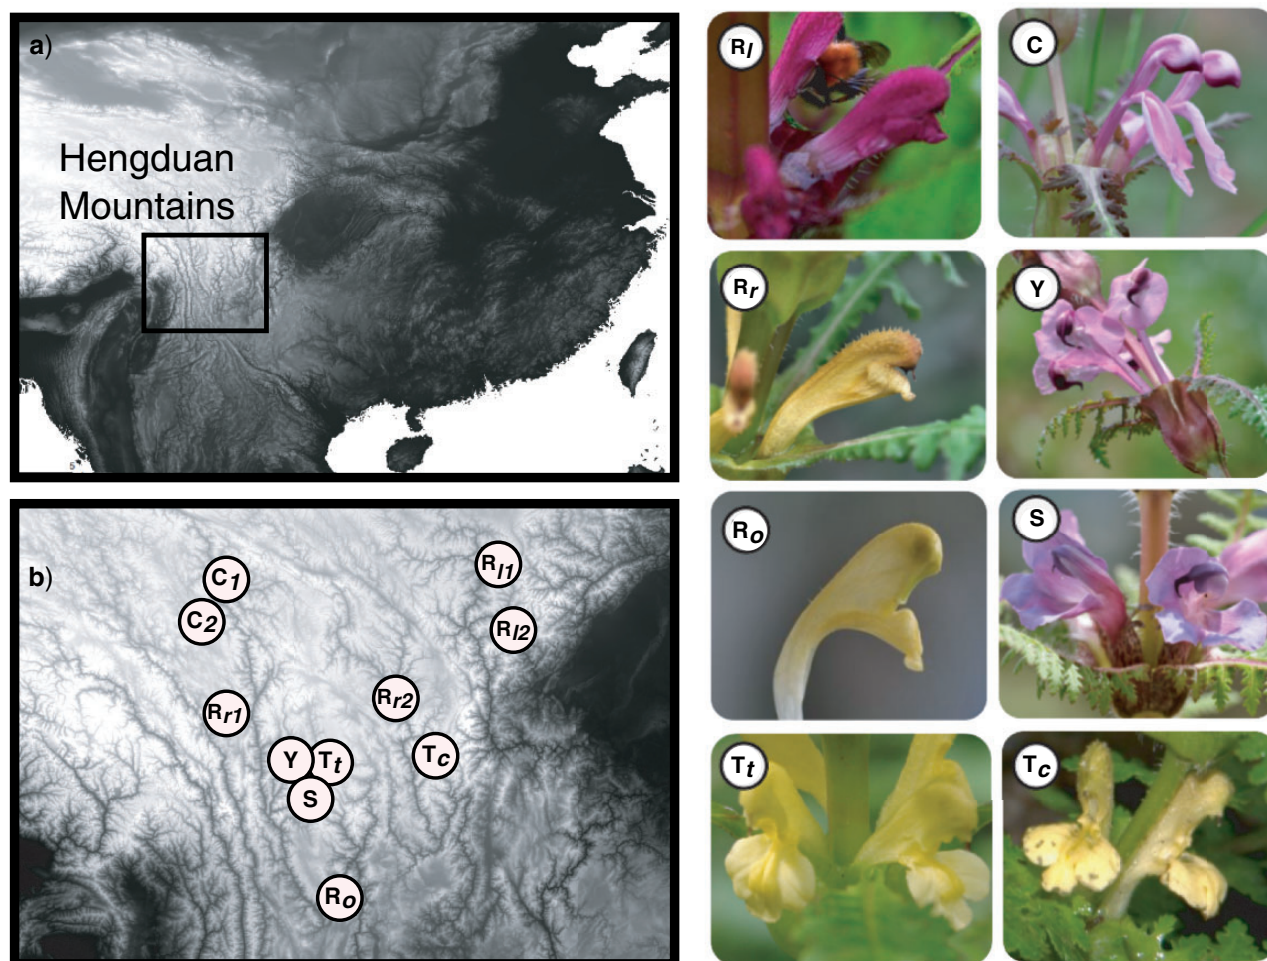 a)
Hengduan
Mountains
b)
C1
C2
Rl1
Rl2
Rr1
Rr2
Y
Tt
Tc
S
Ro
Rl
C
Rr
Y
Ro
S
Tt
Tc